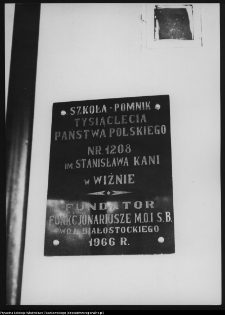 SZKOŁA-POMNIK
TYSIĄCLECIA
PAŃSTWA POLSKIEGO
NR 1208
IM. STANISŁAWA KANI
W WIŹNIE
FUNDATOR
FUNKCJONARIUSZE M.O. I S.B.
WOJ. BIAŁOSTOCKIEGO
1966 R.